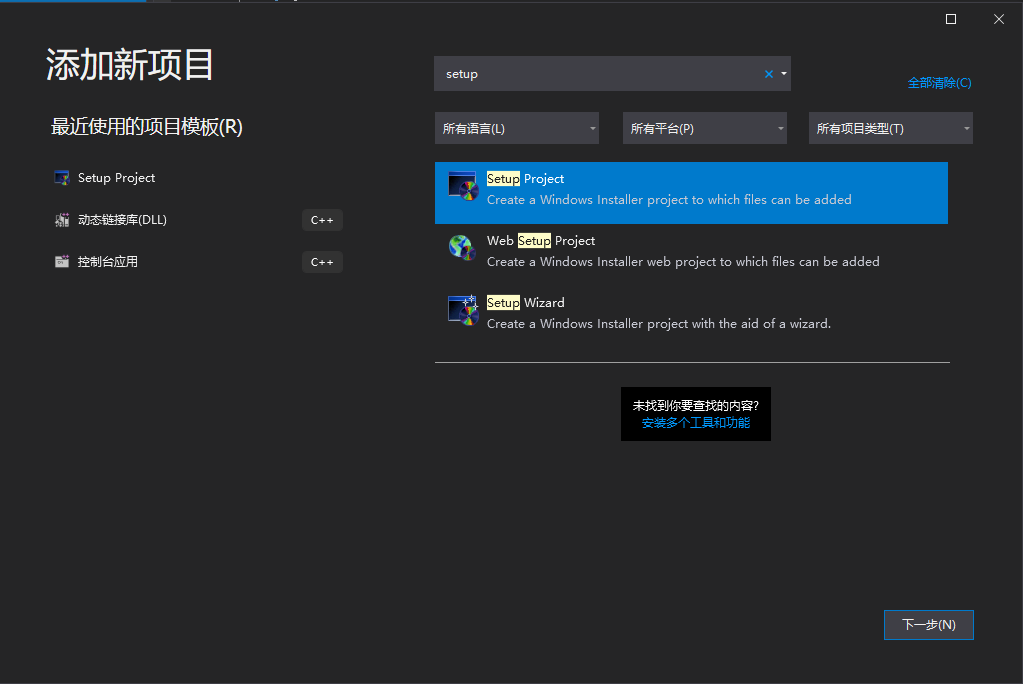 添加新项目
setup
全部清除(C)
最近使用的项目模板(R)
所有语言(L)
所有平台(P)
所有项目类型(T)
Setup Project
动态链接库(DLL)
C++
控制台应用
C++
Setup Project
Create a Windows Installer project to which files can be added
Web Setup Project
Create a Windows Installer web project to which files can be added
Setup Wizard
Create a Windows Installer project with the aid of a wizard.
未找到你要查找的内容?
安装多个工具和功能
下一步(N)